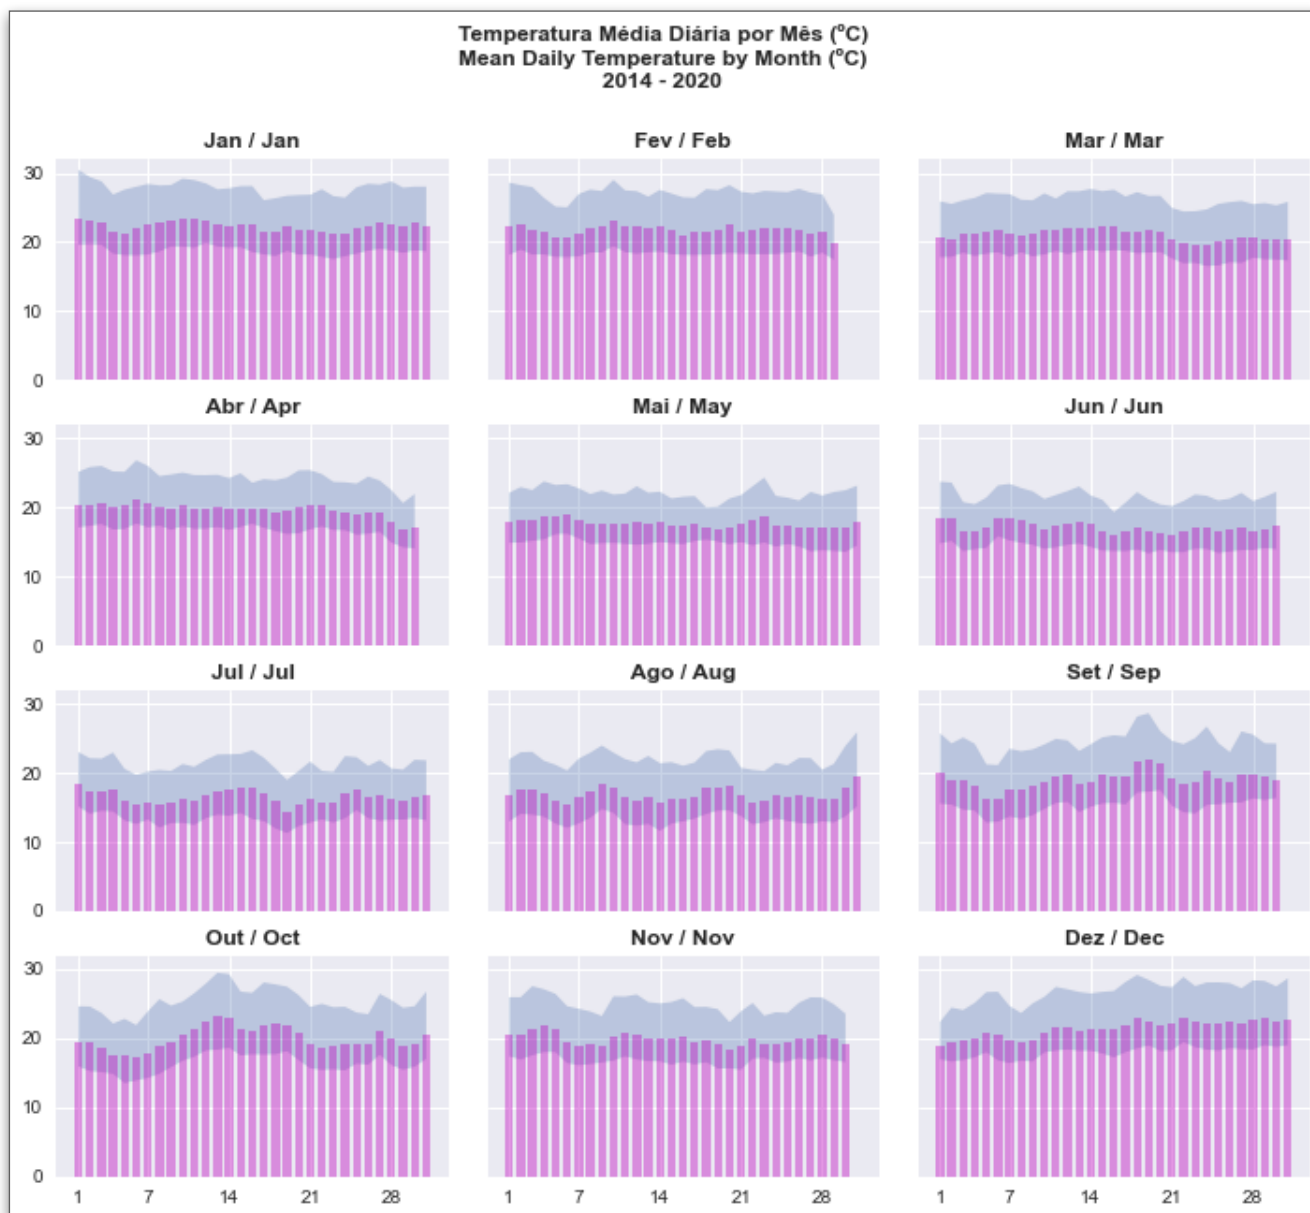 Temperatura Média Diária por Mês (°C)
Mean Daily Temperature by Month (°C)
2014 - 2020
Jan / Jan
Fev / Feb
Mar / Mar
30
20
10
0
Abr / Apr
Mai / May
Jun / Jun
30
20
10
0
Jul / Jul
Ago / Aug
Set / Sep
30
20
10
0
Out / Oct
Nov / Nov
Dez / Dec
30
20
10
0
1 7 14 21 28
1 7 14 21 28
1 7 14 21 28